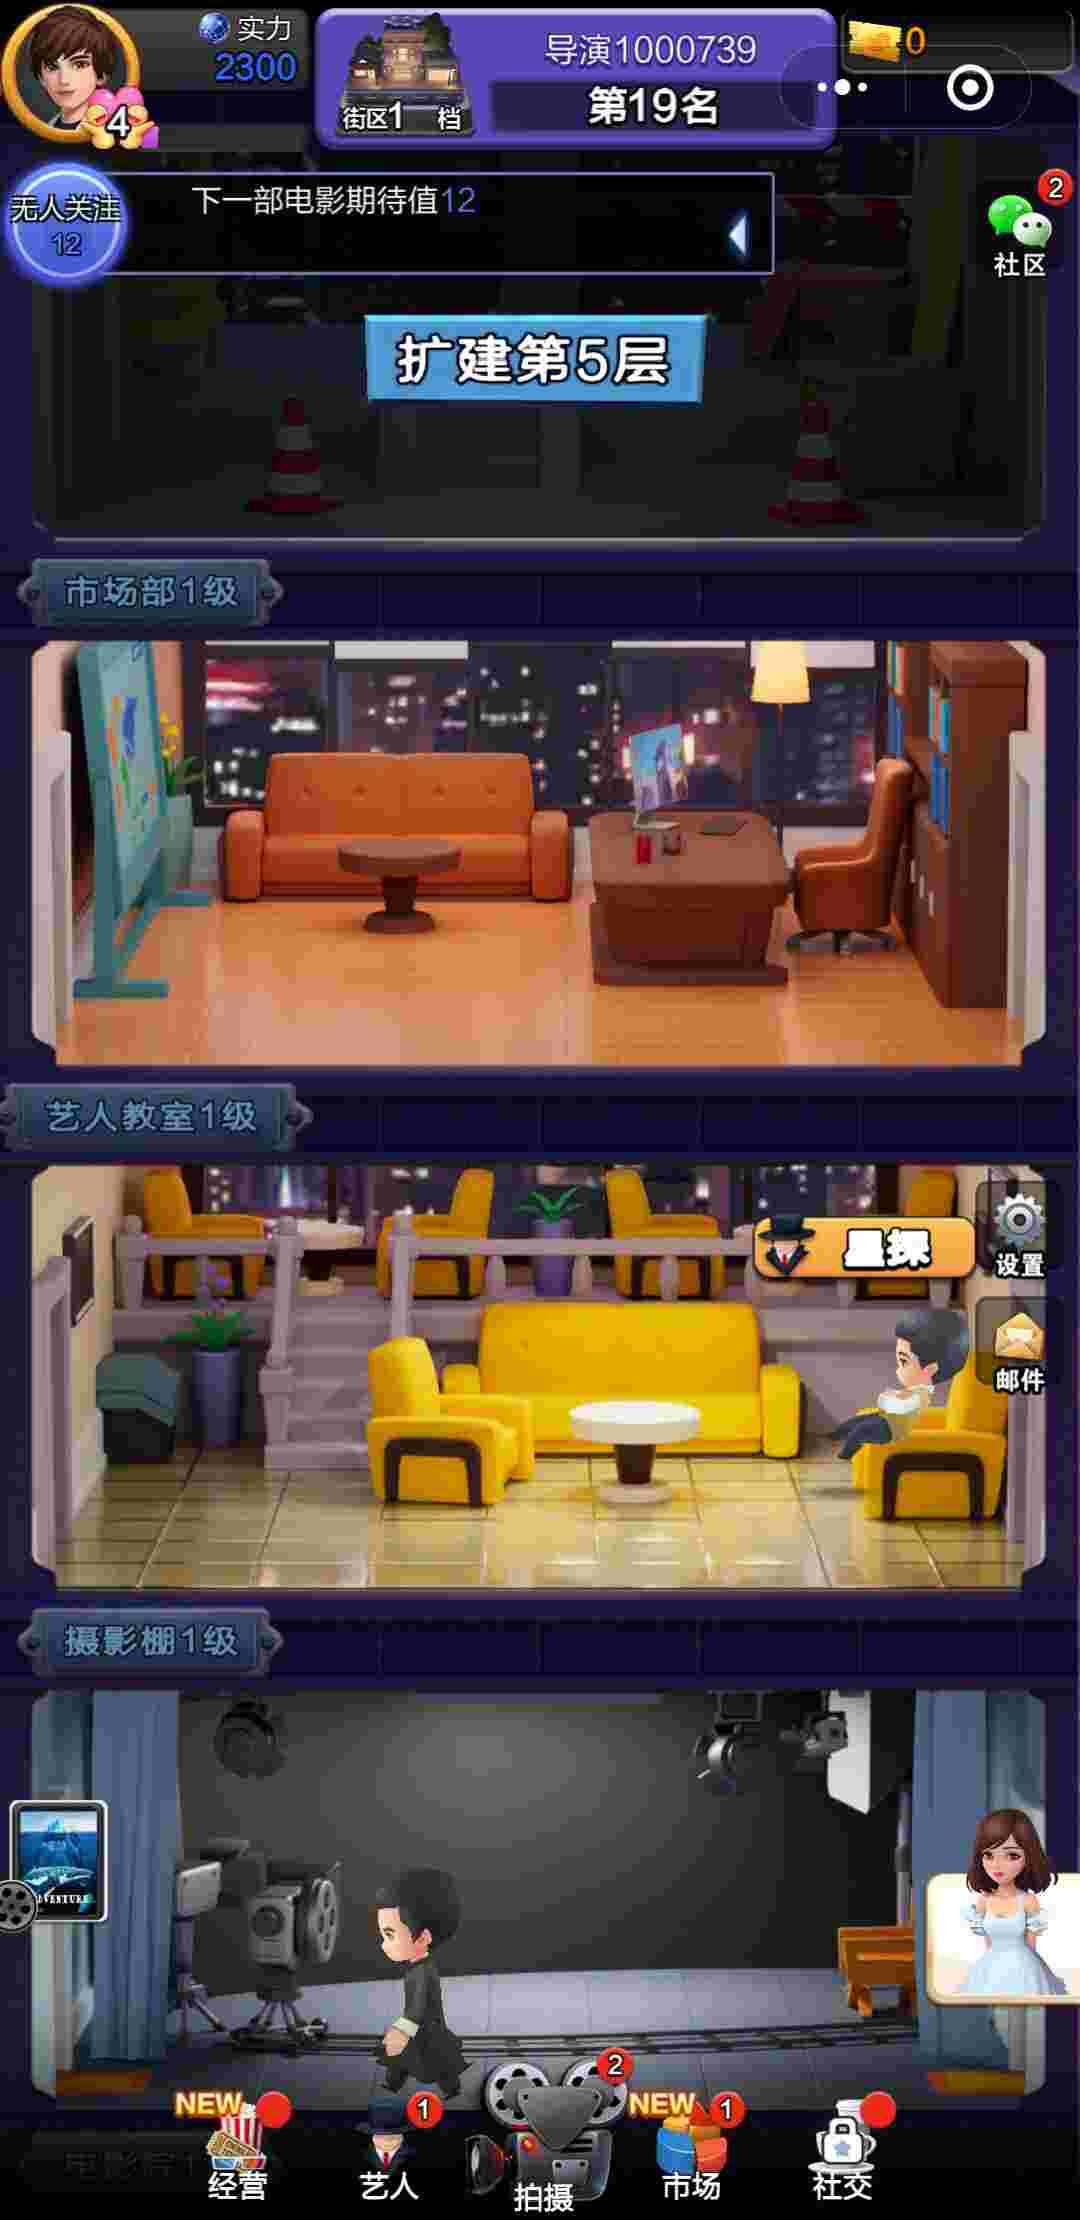 实力
2300
4
街区1 档
导演1000739
第19名
0
无人关注
12
下一部电影期待值12
2
社区
扩建第5层
市场部1级
艺人教室1级
星探
设置
邮件
摄影棚1级
NEW
经营
1
艺人
2
拍摄
NEW
1
市场
社交